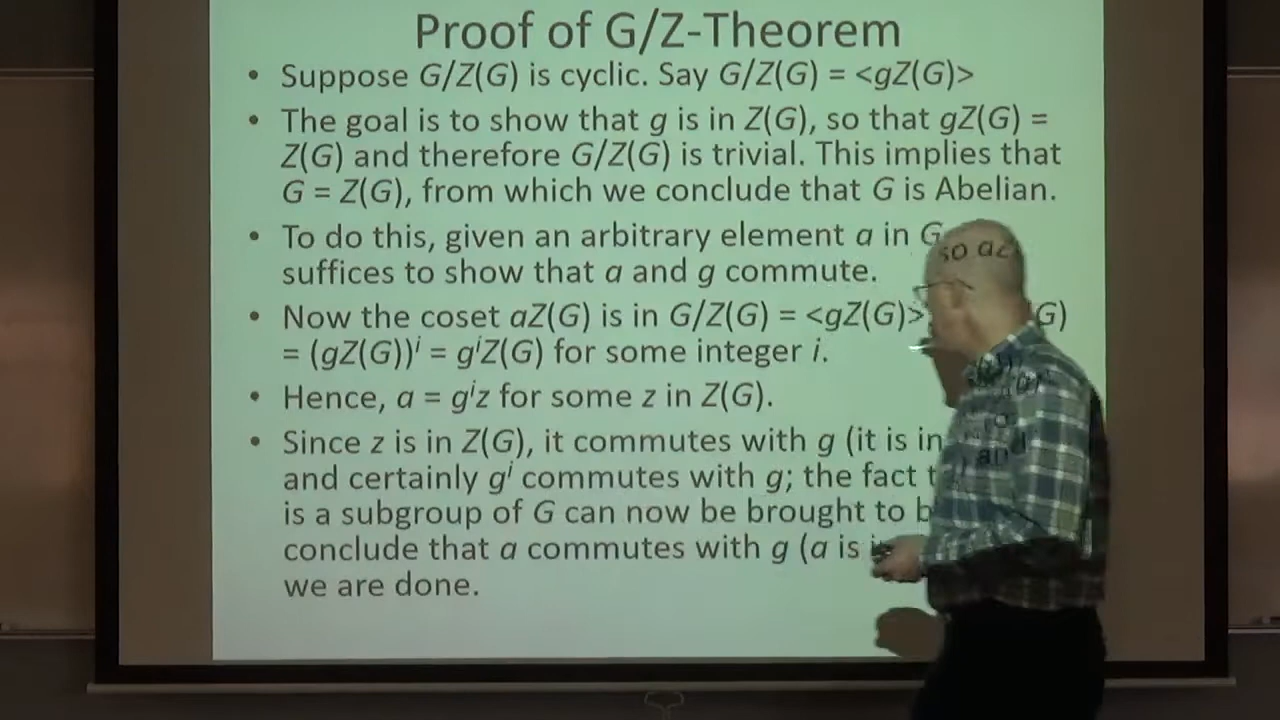 Proof of G/Z-Theorem
• Suppose G/Z(G) is cyclic. Say G/Z(G) = <gZ(G)>
• The goal is to show that g is in Z(G), so that gZ(G) =
Z(G) and therefore G/Z(G) is trivial. This implies that
G = Z(G), from which we conclude that G is Abelian.
• To do this, given an arbitrary element a in G
suffices to show that a and g commute.
• Now the coset aZ(G) is in G/Z(G) = <gZ(G)> so aZ G)
= (gZ(G))ⁱ = gⁱZ(G) for some integer i.
• Hence, a = gⁱz for some z in Z(G).
• Since z is in Z(G), it commutes with g (it is in
and certainly gⁱ commutes with g; the fact
is a subgroup of G can now be brought to
conclude that a commutes with g (a is and
we are done.